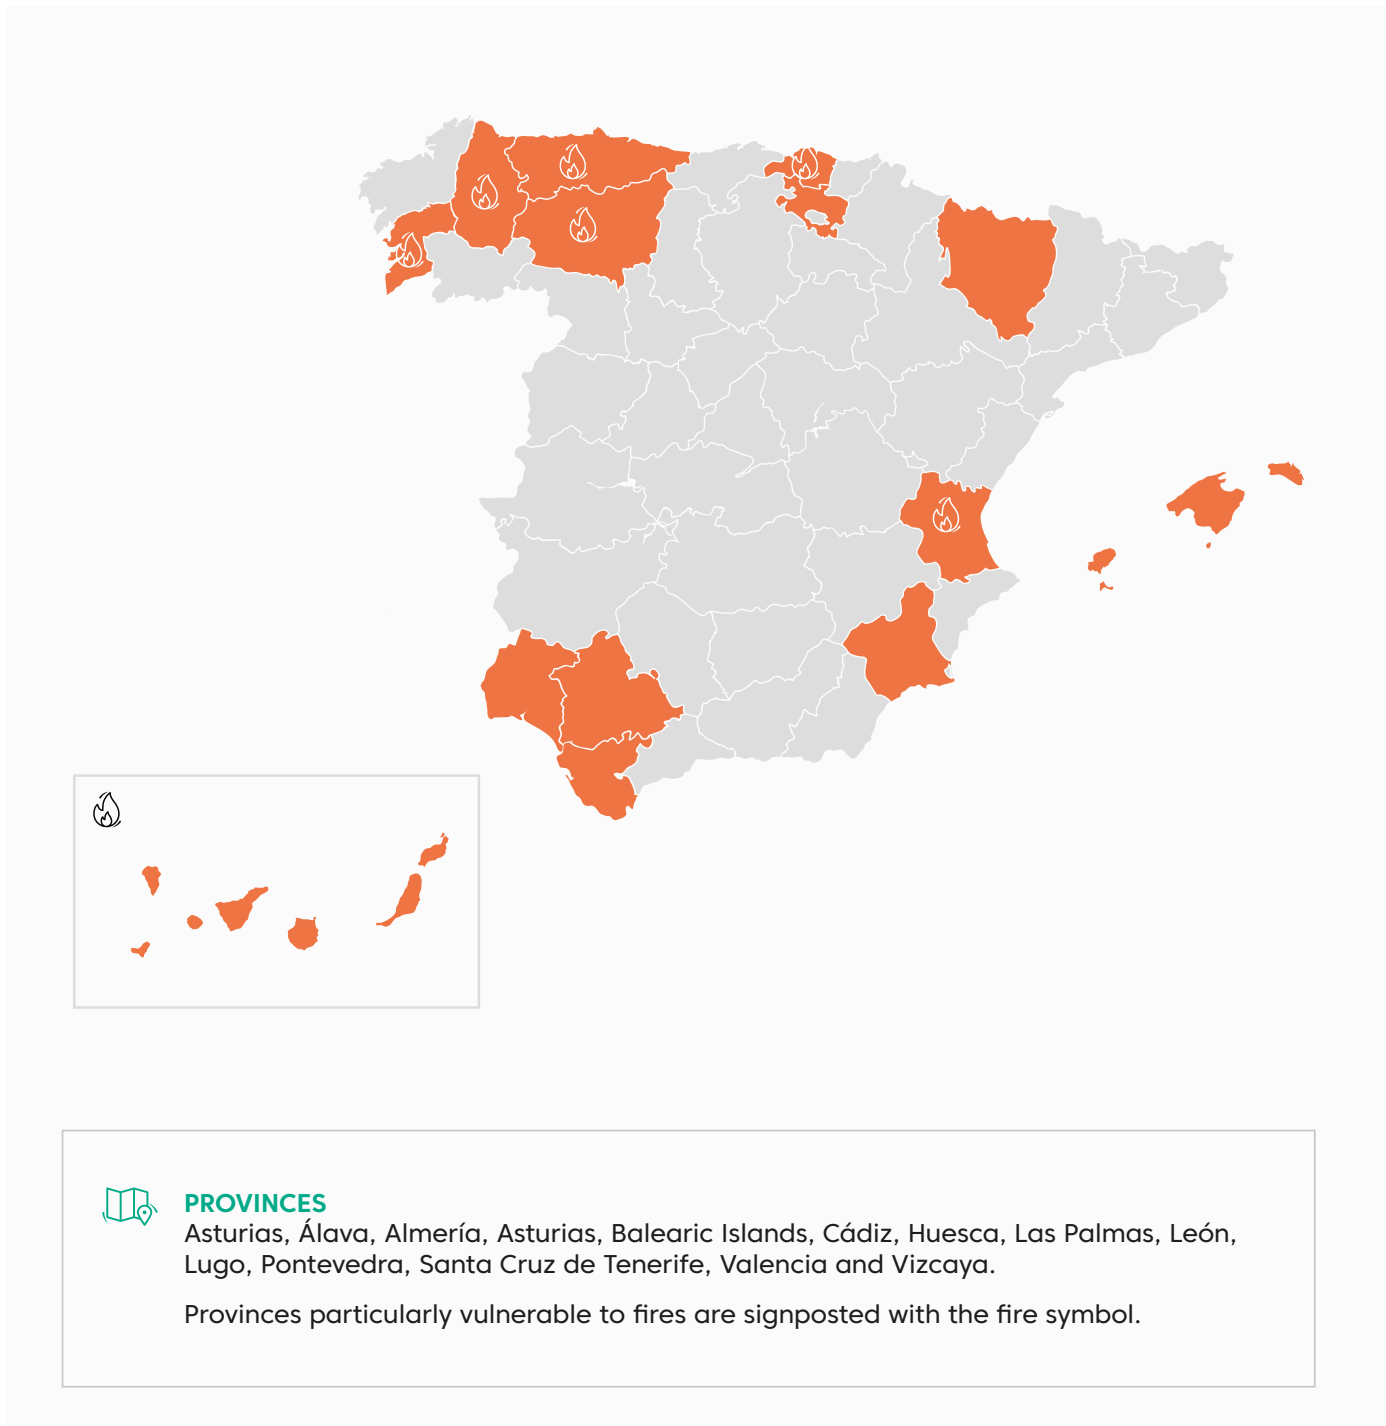 PROVINCES
Asturias, Álava, Almería, Asturias, Balearic Islands, Cádiz, Huesca, Las Palmas, León,
Lugo, Pontevedra, Santa Cruz de Tenerife, Valencia and Vizcaya.
Provinces particularly vulnerable to fires are signposted with the fire symbol.